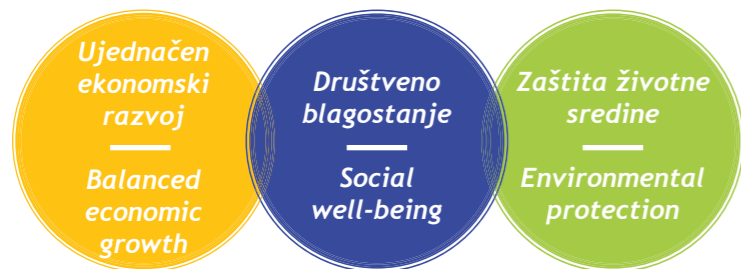 Ujednačen
ekonomski
razvoj
Balanced
economic
growth
Društveno
blagostanje
Social
well-being
Zaštita životne
sredine
Environmental
protection